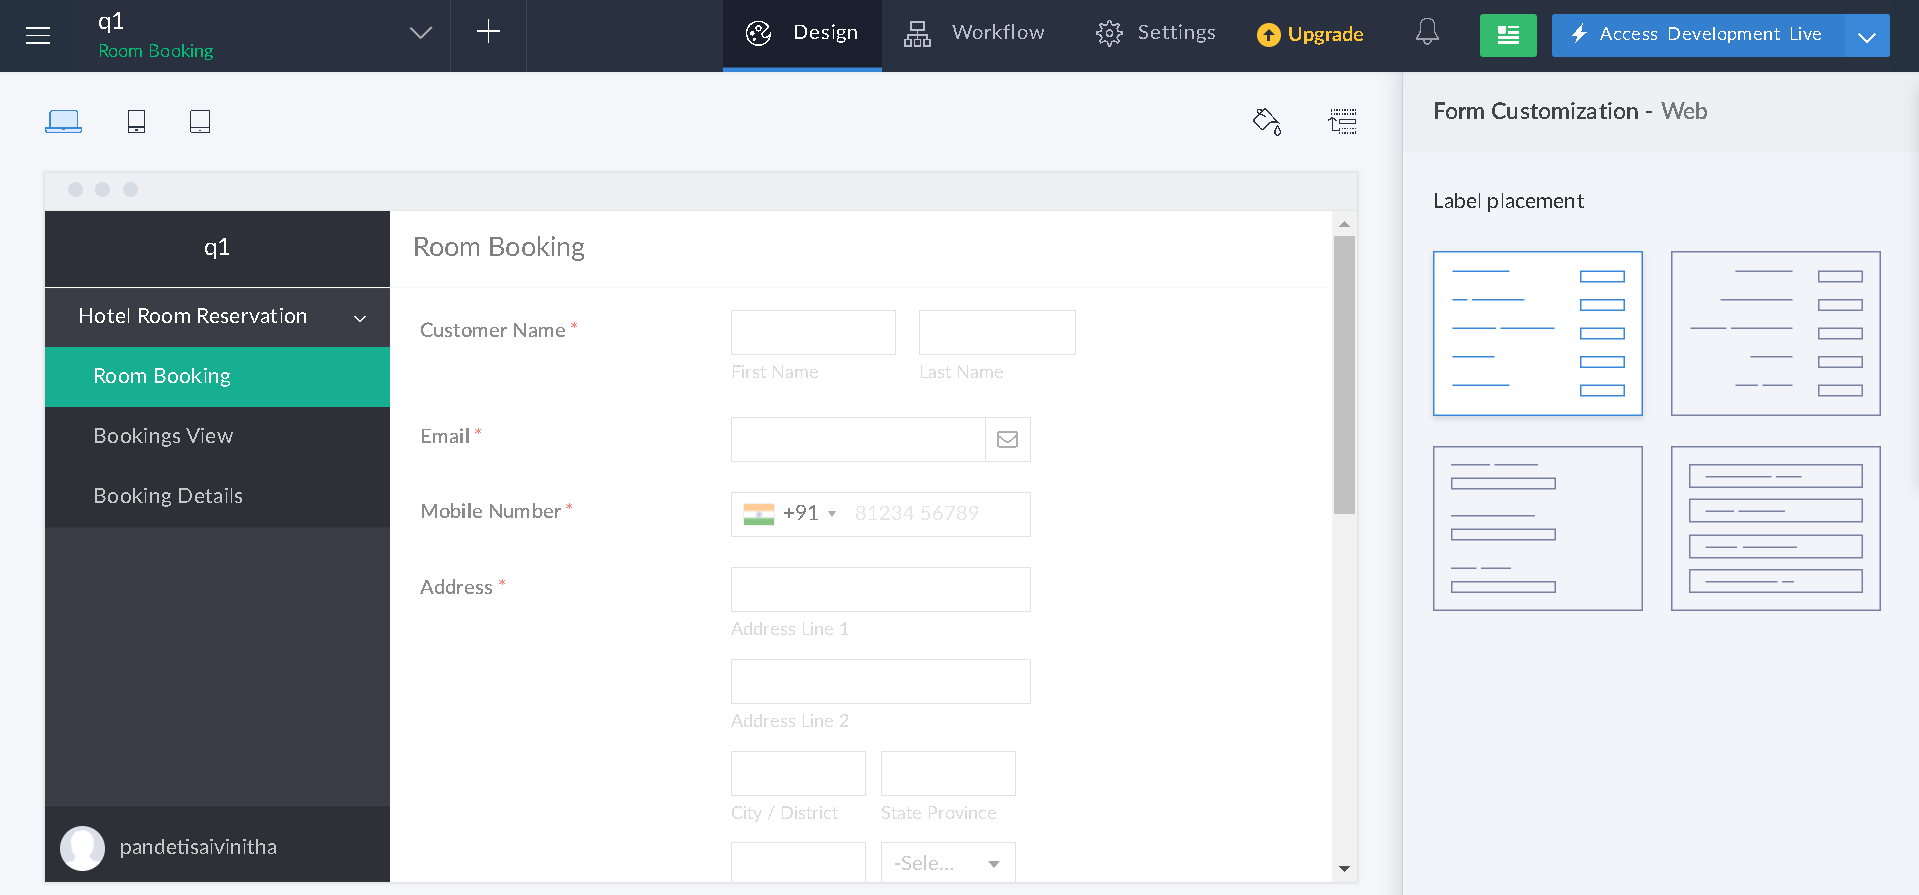 q1
Room Booking
Design
Workflow
Settings
Upgrade
Access Development Live
Form Customization - Web
Label placement
q1
Hotel Room Reservation
Room Booking
Bookings View
Booking Details
pandetisaivinitha
Room Booking
Customer Name *
First Name
Last Name
Email *
Mobile Number *
+91
81234 56789
Address *
Address Line 1
Address Line 2
City / District
State Province
-Sele...